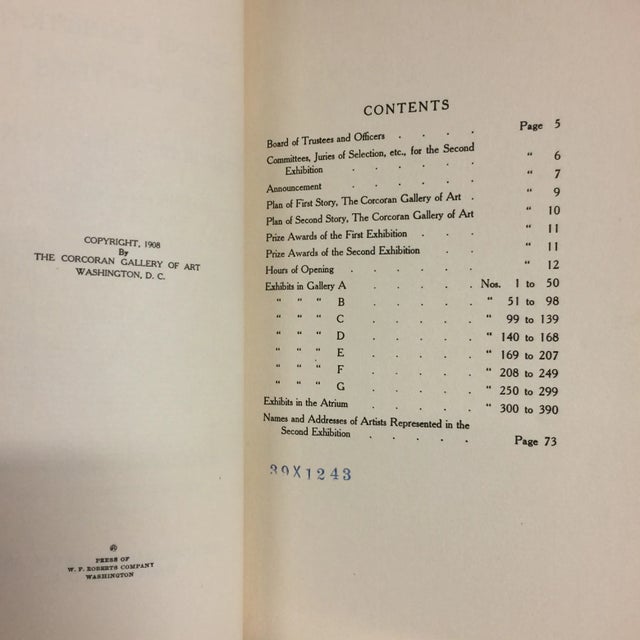 COPYRIGHT, 1908
By
THE CORCORAN GALLERY OF ART
WASHINGTON, D. C.
PRESS OF
W. F. ROBERTS COMPANY
WASHINGTON
CONTENTS
Board of Trustees and Officers . . . . Page 5
Committees, Juries of Selection, etc., for the Second
Exhibition . . . . . . " 6
Announcement . . . . . . " 7
Plan of First Story, The Corcoran Gallery of Art . " 9
Plan of Second Story, The Corcoran Gallery of Art " 10
Prize Awards of the First Exhibition . . . " 11
Prize Awards of the Second Exhibition . . . " 11
Hours of Opening . . . . . . " 12
Exhibits in Gallery A . . . . . Nos. 1 to 50
" " " B . . . . . " 51 to 98
" " " C . . . . . " 99 to 139
" " " D . . . . . " 140 to 168
" " " E . . . . . " 169 to 207
" " " F . . . . . " 208 to 249
" " " G . . . . . " 250 to 299
Exhibits in the Atrium . . . . . " 300 to 390
Names and Addresses of Artists Represented in the
Second Exhibition . . . . . Page 73
39X1243